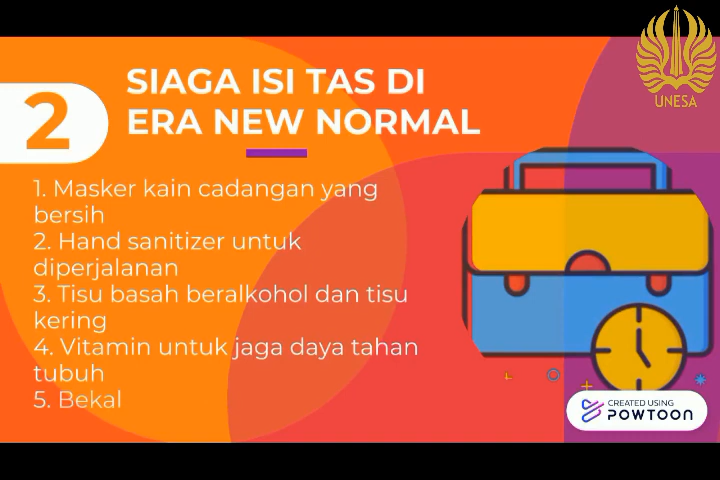 UNESA
2
SIAGA ISI TAS DI
ERA NEW NORMAL
1. Masker kain cadangan yang
bersih
2. Hand sanitizer untuk
diperjalanan
3. Tisu basah beralkohol dan tisu
kering
4. Vitamin untuk jaga daya tahan
tubuh
5. Bekal
CREATED USING
POWTOON